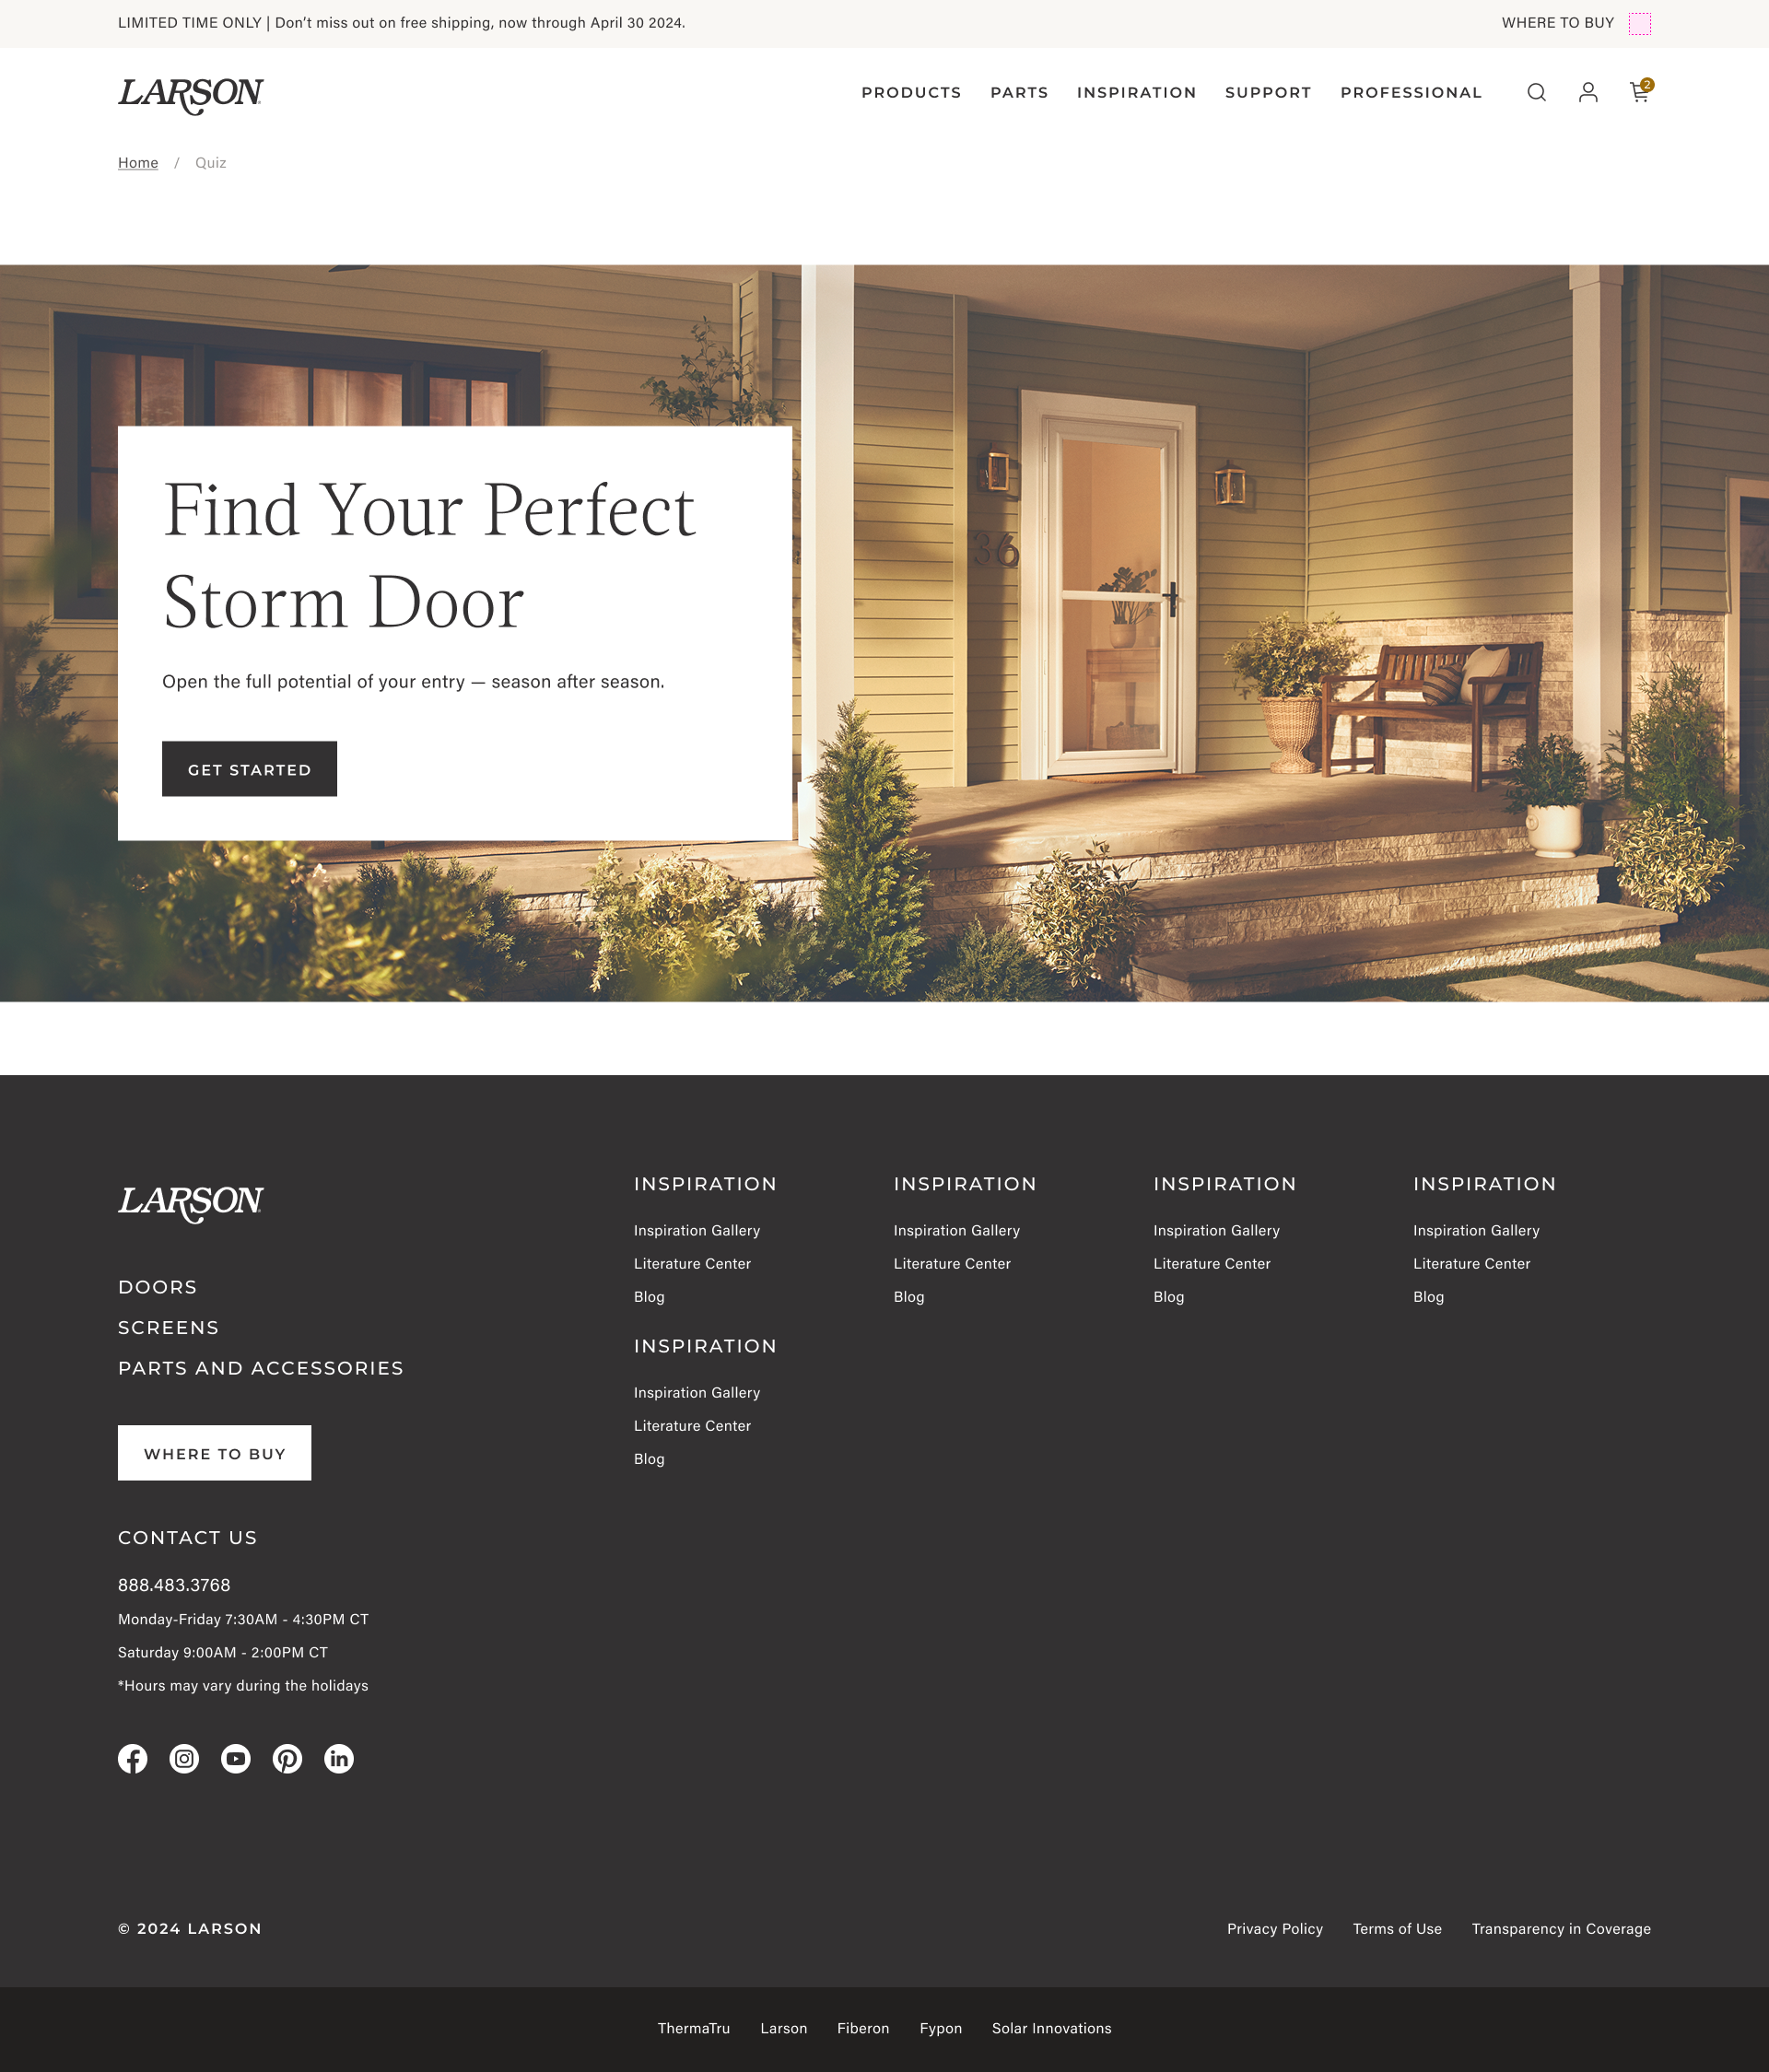 LIMITED TIME ONLY | Don’t miss out on free shipping, now through April 30 2024.
WHERE TO BUY
LARSON
PRODUCTS
PARTS
INSPIRATION
SUPPORT
PROFESSIONAL
2
Home / Quiz
36
Find Your Perfect
Storm Door
Open the full potential of your entry — season after season.
GET STARTED
LARSON
DOORS
SCREENS
PARTS AND ACCESSORIES
WHERE TO BUY
CONTACT US
888.483.3768
Monday-Friday 7:30AM - 4:30PM CT
Saturday 9:00AM - 2:00PM CT
*Hours may vary during the holidays
INSPIRATION
Inspiration Gallery
Literature Center
Blog
INSPIRATION
Inspiration Gallery
Literature Center
Blog
INSPIRATION
Inspiration Gallery
Literature Center
Blog
INSPIRATION
Inspiration Gallery
Literature Center
Blog
INSPIRATION
Inspiration Gallery
Literature Center
Blog
© 2024 LARSON
Privacy Policy
Terms of Use
Transparency in Coverage
ThermaTru
Larson
Fiberon
Fypon
Solar Innovations